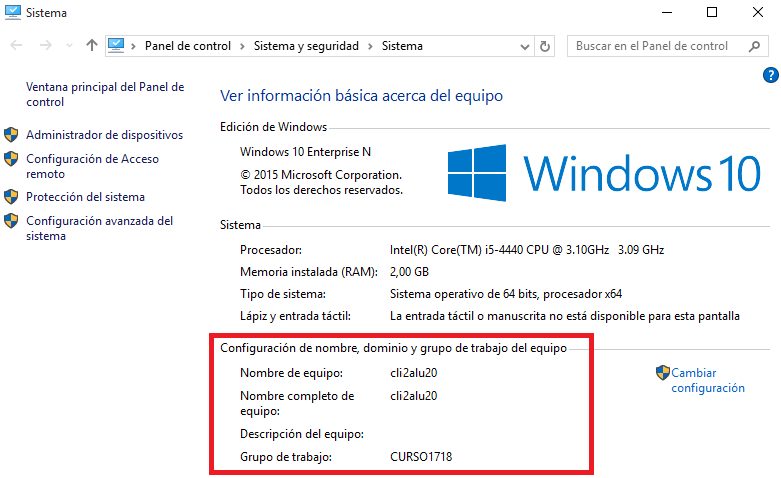 Sistema
Panel de control > Sistema y seguridad > Sistema
Buscar en el Panel de control
?
Ventana principal del Panel de
control
Administrador de dispositivos
Configuración de Acceso
remoto
Protección del sistema
Configuración avanzada del
sistema
Ver información básica acerca del equipo
Edición de Windows
Windows 10 Enterprise N
© 2015 Microsoft Corporation.
Todos los derechos reservados.
Windows 10
Sistema
Procesador: Intel(R) Core(TM) i5-4440 CPU @ 3.10GHz 3.09 GHz
Memoria instalada (RAM): 2,00 GB
Tipo de sistema: Sistema operativo de 64 bits, procesador x64
Lápiz y entrada táctil: La entrada táctil o manuscrita no está disponible para esta pantalla
Configuración de nombre, dominio y grupo de trabajo del equipo
Nombre de equipo: cli2alu20
Nombre completo de cli2alu20
equipo:
Descripción del equipo:
Grupo de trabajo: CURSO1718
Cambiar
configuración